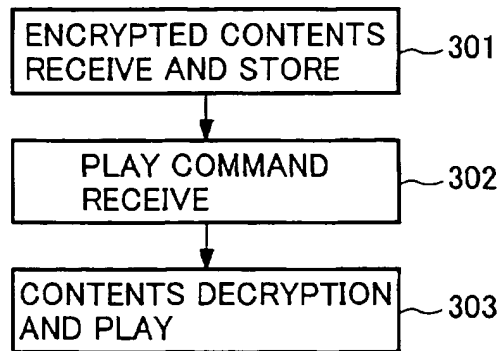 ENCRYPTED CONTENTS
RECEIVE AND STORE
301
PLAY COMMAND
RECEIVE
302
CONTENTS DECRYPTION
AND PLAY
303